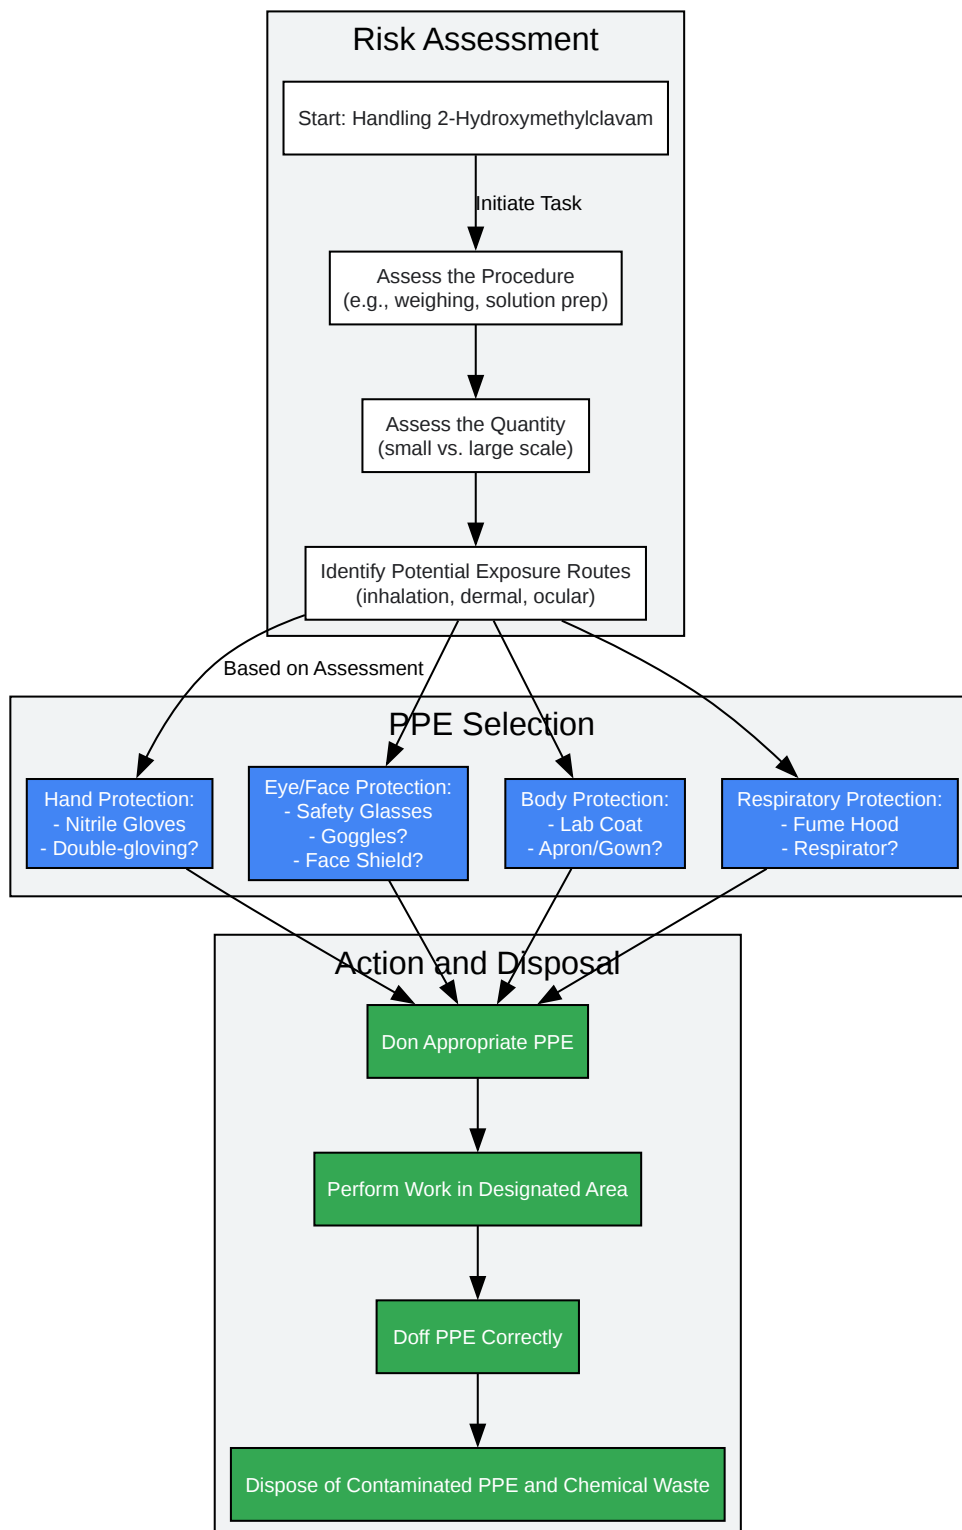 Risk Assessment
Start: Handling 2-Hydroxymethylclavam
Initiate Task
Assess the Procedure
(e.g., weighing, solution prep)
Assess the Quantity
(small vs. large scale)
Identify Potential Exposure Routes
(inhalation, dermal, ocular)
Based on Assessment
PPE Selection
Hand Protection:
- Nitrile Gloves
- Double-gloving?
Eye/Face Protection:
- Safety Glasses
- Goggles?
- Face Shield?
Body Protection:
- Lab Coat
- Apron/Gown?
Respiratory Protection:
- Fume Hood
- Respirator?
Action and Disposal
Don Appropriate PPE
Perform Work in Designated Area
Doff PPE Correctly
Dispose of Contaminated PPE and Chemical Waste